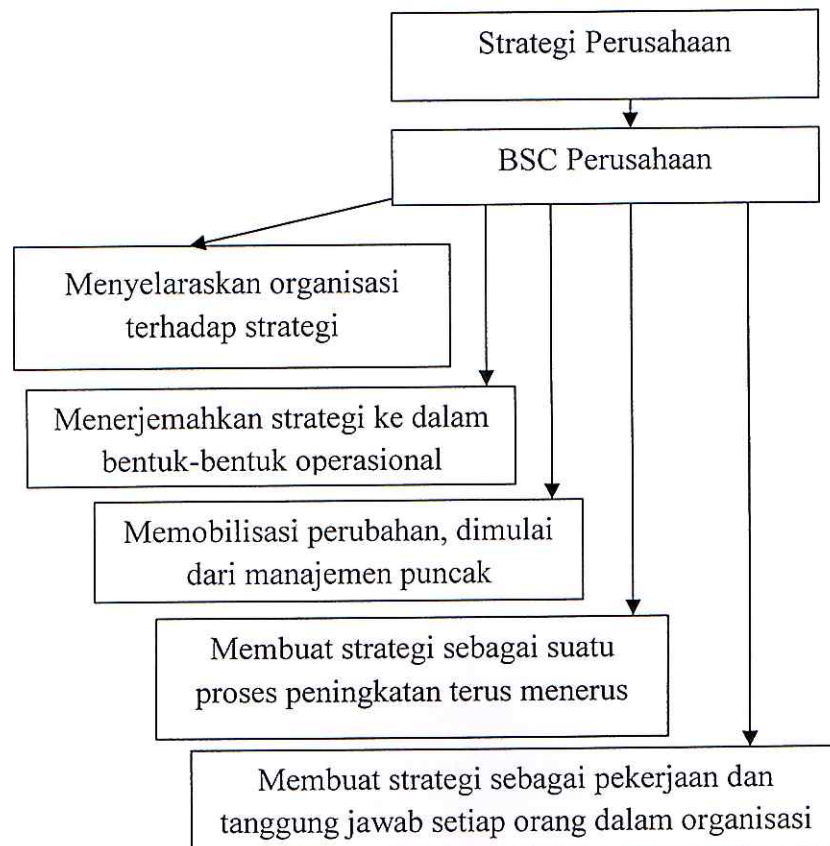 Strategi Perusahaan
BSC Perusahaan
Menyelaraskan organisasi
terhadap strategi
Menerjemahkan strategi ke dalam
bentuk-bentuk operasional
Memobilisasi perubahan, dimulai
dari manajemen puncak
Membuat strategi sebagai suatu
proses peningkatan terus menerus
Membuat strategi sebagai pekerjaan dan
tanggung jawab setiap orang dalam organisasi